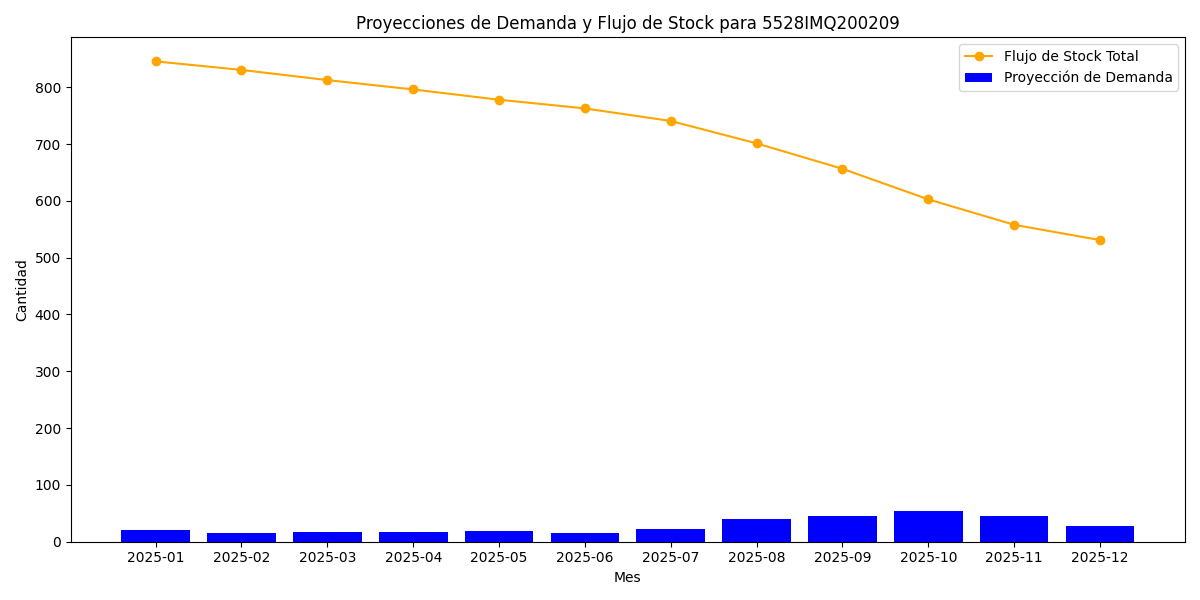 Proyecciones de Demanda y Flujo de Stock para 5528IMQ200209
Flujo de Stock Total
Proyección de Demanda
Cantidad
800
700
600
500
400
300
200
100
0
2025-01 2025-02 2025-03 2025-04 2025-05 2025-06 2025-07 2025-08 2025-09 2025-10 2025-11 2025-12
Mes